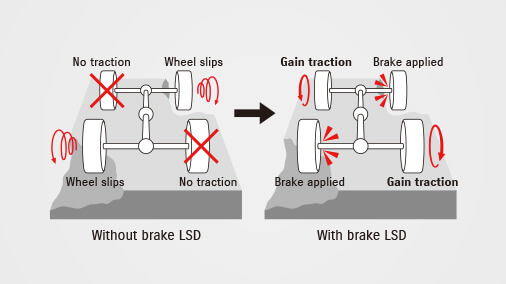 No traction
Wheel slips
Gain traction
Brake applied
Wheel slips
No traction
Brake applied
Gain traction
Without brake LSD
With brake LSD